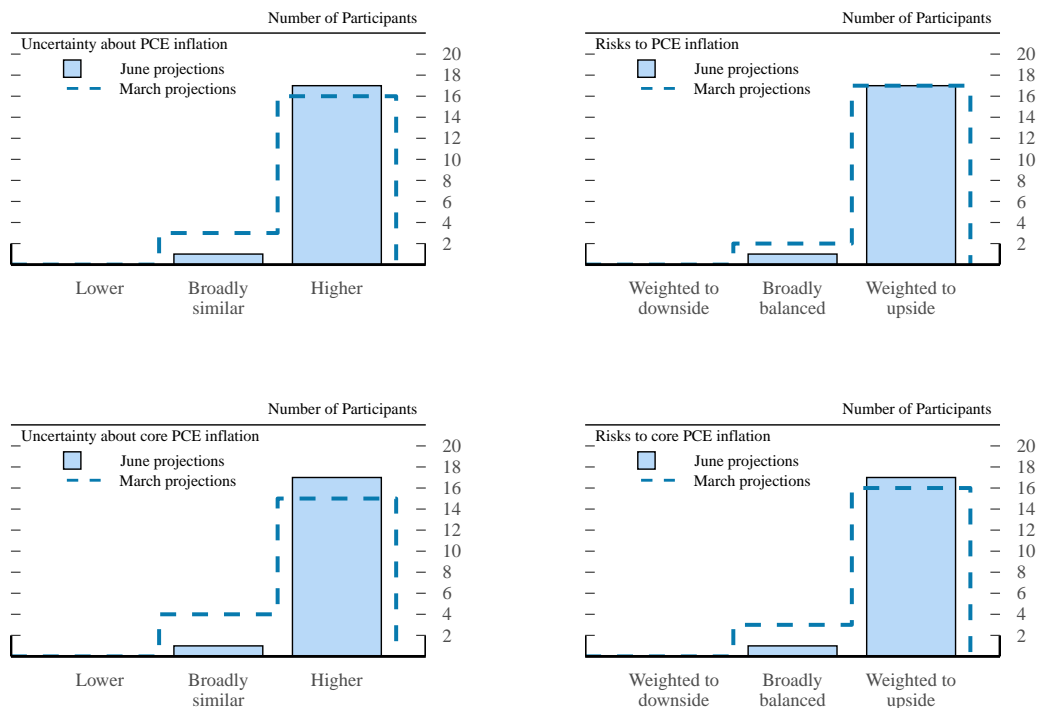 Number of Participants
Uncertainty about PCE inflation
June projections
March projections
20
18
16
14
12
10
8
6
4
2
Lower
Broadly
similar
Higher
Number of Participants
Risks to PCE inflation
June projections
March projections
20
18
16
14
12
10
8
6
4
2
Weighted to
downside
Broadly
balanced
Weighted to
upside
Number of Participants
Uncertainty about core PCE inflation
June projections
March projections
20
18
16
14
12
10
8
6
4
2
Lower
Broadly
similar
Higher
Number of Participants
Risks to core PCE inflation
June projections
March projections
20
18
16
14
12
10
8
6
4
2
Weighted to
downside
Broadly
balanced
Weighted to
upside